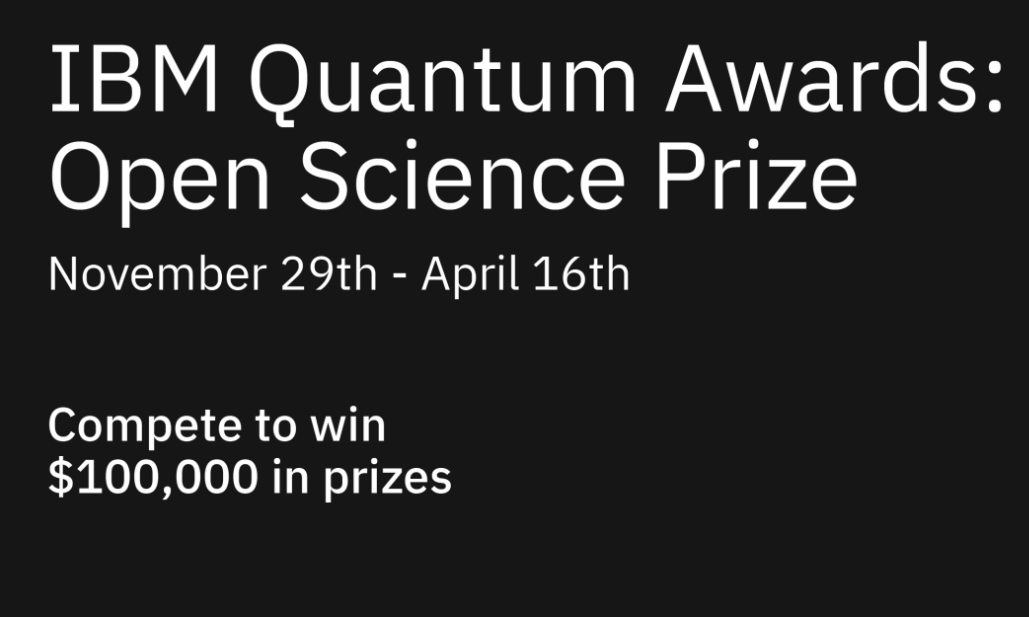 IBM Quantum Awards:
Open Science Prize
November 29th - April 16th
Compete to win
$100,000 in prizes